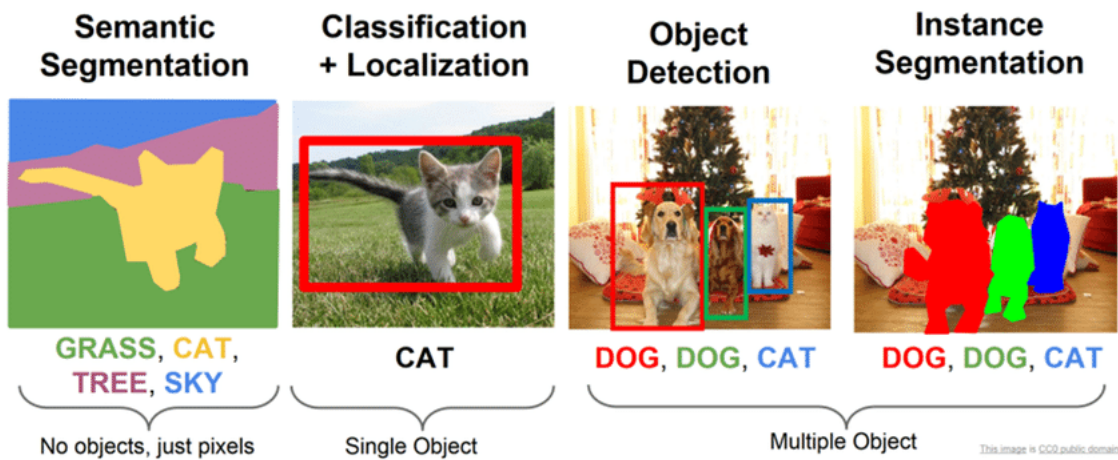 Semantic
Segmentation
Classification
+ Localization
Object
Detection
Instance
Segmentation
GRASS, CAT,
TREE, SKY
CAT
DOG, DOG, CAT
DOG, DOG, CAT
No objects, just pixels
Single Object
Multiple Object
This image is CC0 public domain